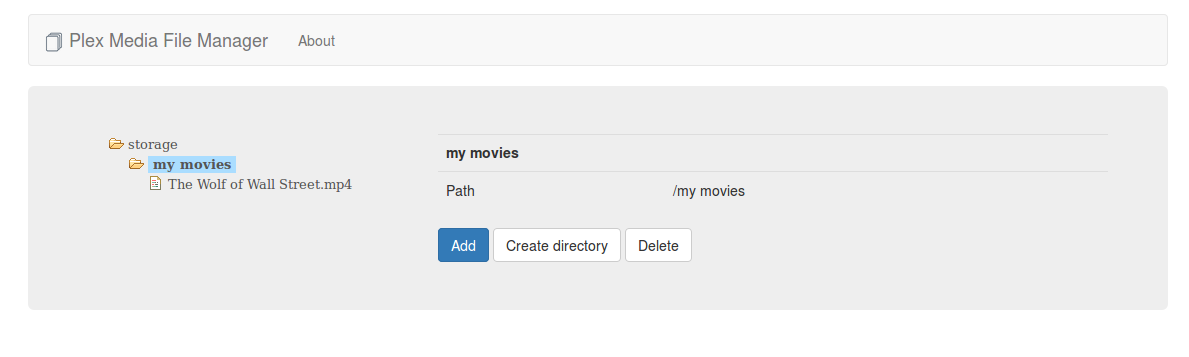 Plex Media File Manager About
storage
my movies
The Wolf of Wall Street.mp4
my movies
Path /my movies
Add Create directory Delete